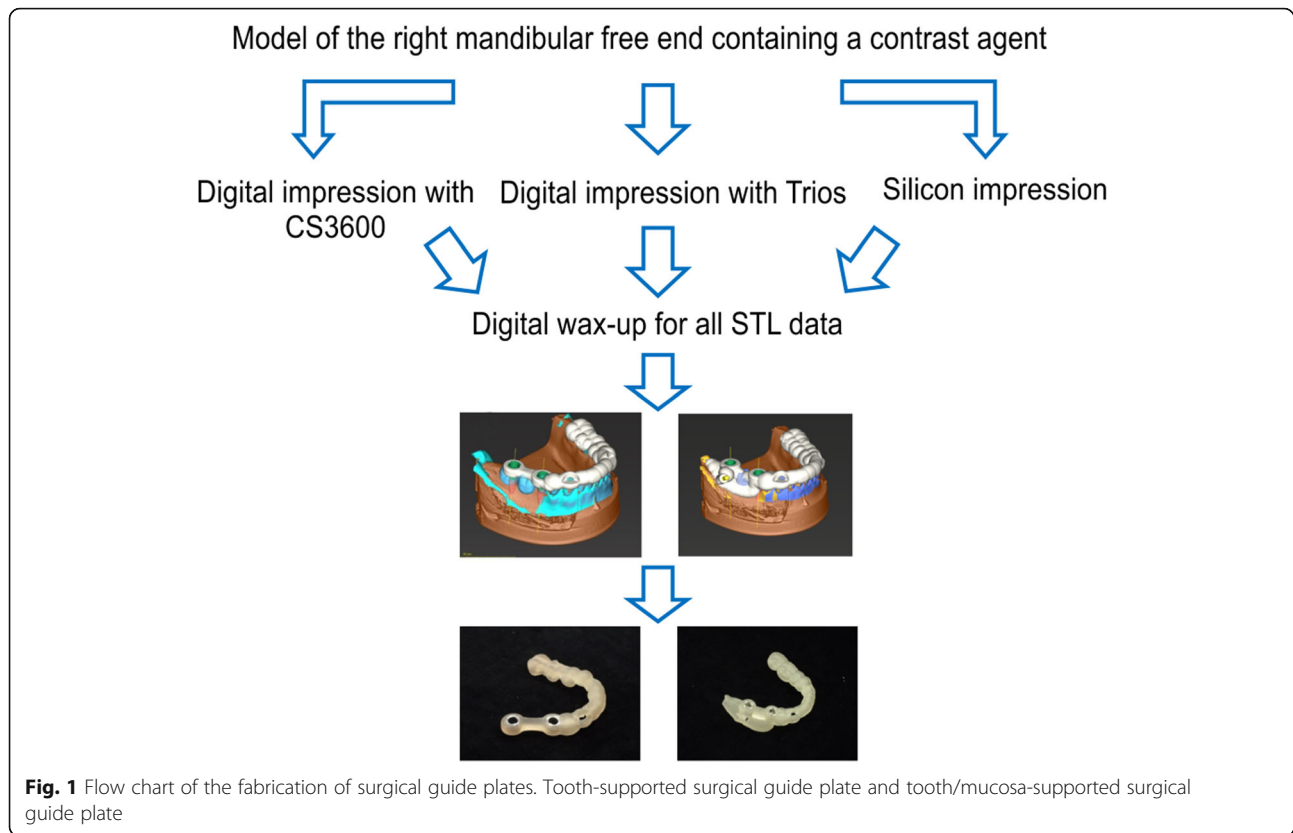 Model of the right mandibular free end containing a contrast agent
Digital impression with
CS3600
Digital impression with Trios
Silicon impression
Digital wax-up for all STL data
Fig. 1 Flow chart of the fabrication of surgical guide plates. Tooth-supported surgical guide plate and tooth/mucosa-supported surgical
guide plate